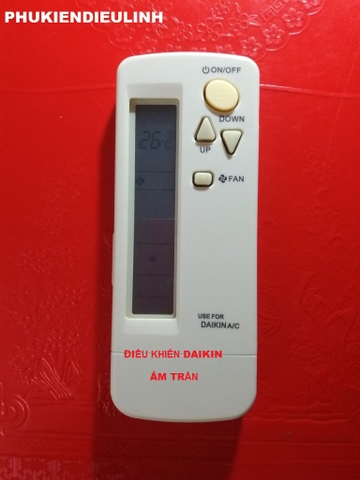 PHUKIENDIEULINH
ON/OFF
DOWN
UP
FAN
USE FOR
DAIKIN A/C
ĐIỀU KHIỂN DAIKIN
ÂM TRẦN